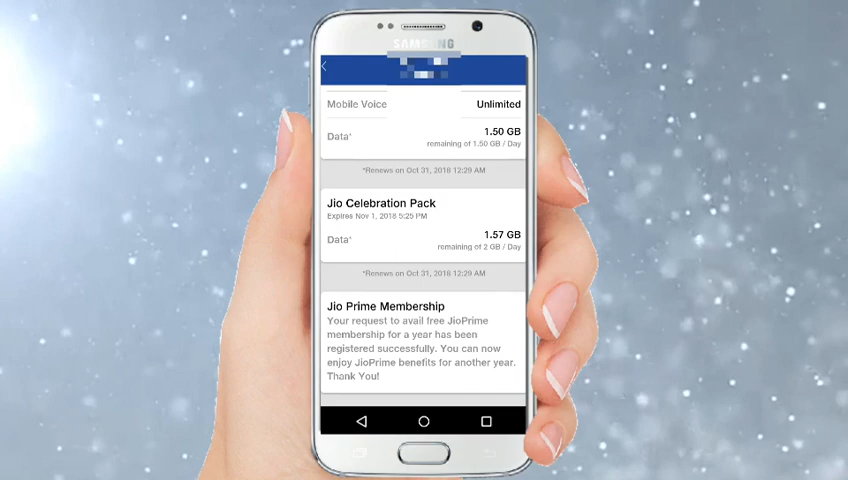 SAMSUNG
Mobile Voice Unlimited
Data* 1.50 GB
remaining of 1.50 GB / Day
*Renews on Oct 31, 2018 12:29 AM
Jio Celebration Pack
Expires Nov 1, 2018 5:25 PM
Data* 1.57 GB
remaining of 2 GB / Day
*Renews on Oct 31, 2018 12:29 AM
Jio Prime Membership
Your request to avail free JioPrime
membership for a year has been
registered successfully. You can now
enjoy JioPrime benefits for another year.
Thank You!